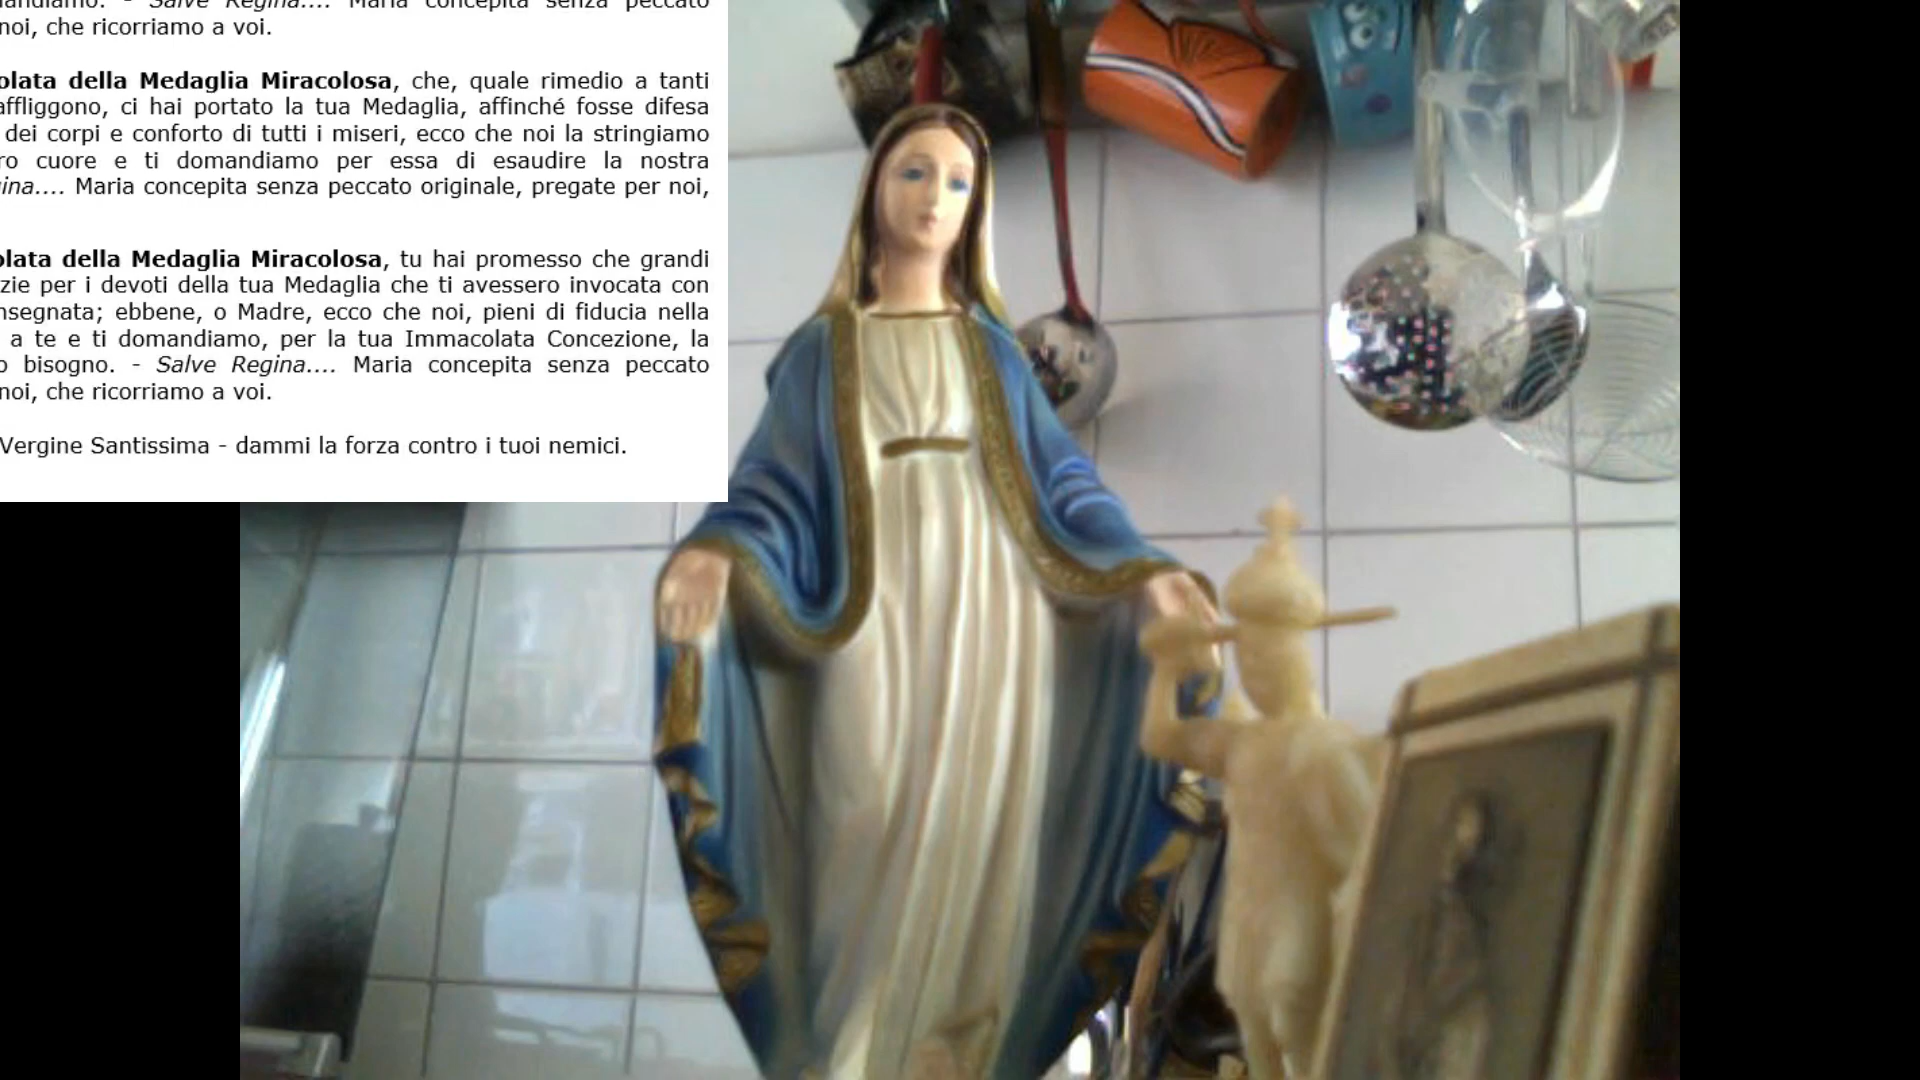 mandiamo. - Salve Regina.... Maria concepita senza peccato
noi, che ricorriamo a voi.
olata della Medaglia Miracolosa, che, quale rimedio a tanti
affliggono, ci hai portato la tua Medaglia, affinché fosse difesa
dei corpi e conforto di tutti i miseri, ecco che noi la stringiamo
ro cuore e ti domandiamo per essa di esaudire la nostra
gina.... Maria concepita senza peccato originale, pregate per noi,
olata della Medaglia Miracolosa, tu hai promesso che grandi
zie per i devoti della tua Medaglia che ti avessero invocata con
nsegnata; ebbene, o Madre, ecco che noi, pieni di fiducia nella
a te e ti domandiamo, per la tua Immacolata Concezione, la
o bisogno. - Salve Regina.... Maria concepita senza peccato
noi, che ricorriamo a voi.
Vergine Santissima - dammi la forza contro i tuoi nemici.